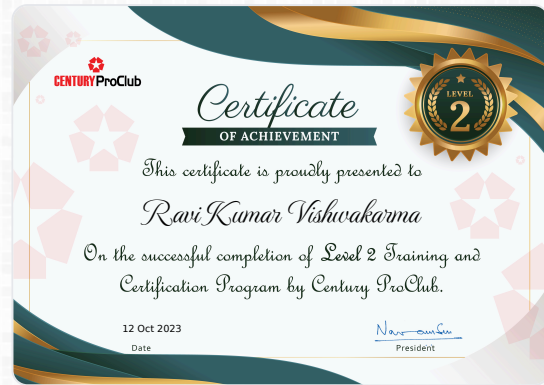 CENTURY ProClub
Certificate
OF ACHIEVEMENT
LEVEL
2
This certificate is proudly presented to
Ravi Kumar Vishwakarma
On the successful completion of Level 2 Training and
Certification Program by Century ProClub.
12 Oct 2023
Date
President